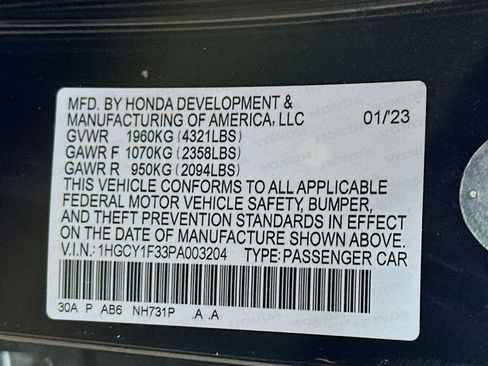 MFD. BY HONDA DEVELOPMENT &
MANUFACTURING OF AMERICA, LLC 01/23
GVWR 1960KG (4321LBS)
GAWR F 1070KG (2358LBS)
GAWR R 950KG (2094LBS)
THIS VEHICLE CONFORMS TO ALL APPLICABLE
FEDERAL MOTOR VEHICLE SAFETY, BUMPER,
AND THEFT PREVENTION STANDARDS IN EFFECT
ON THE DATE OF MANUFACTURE SHOWN ABOVE.
V.I.N.: 1HGCY1F33PA003204 TYPE: PASSENGER CAR
30A P AB6 NH731P .A .A